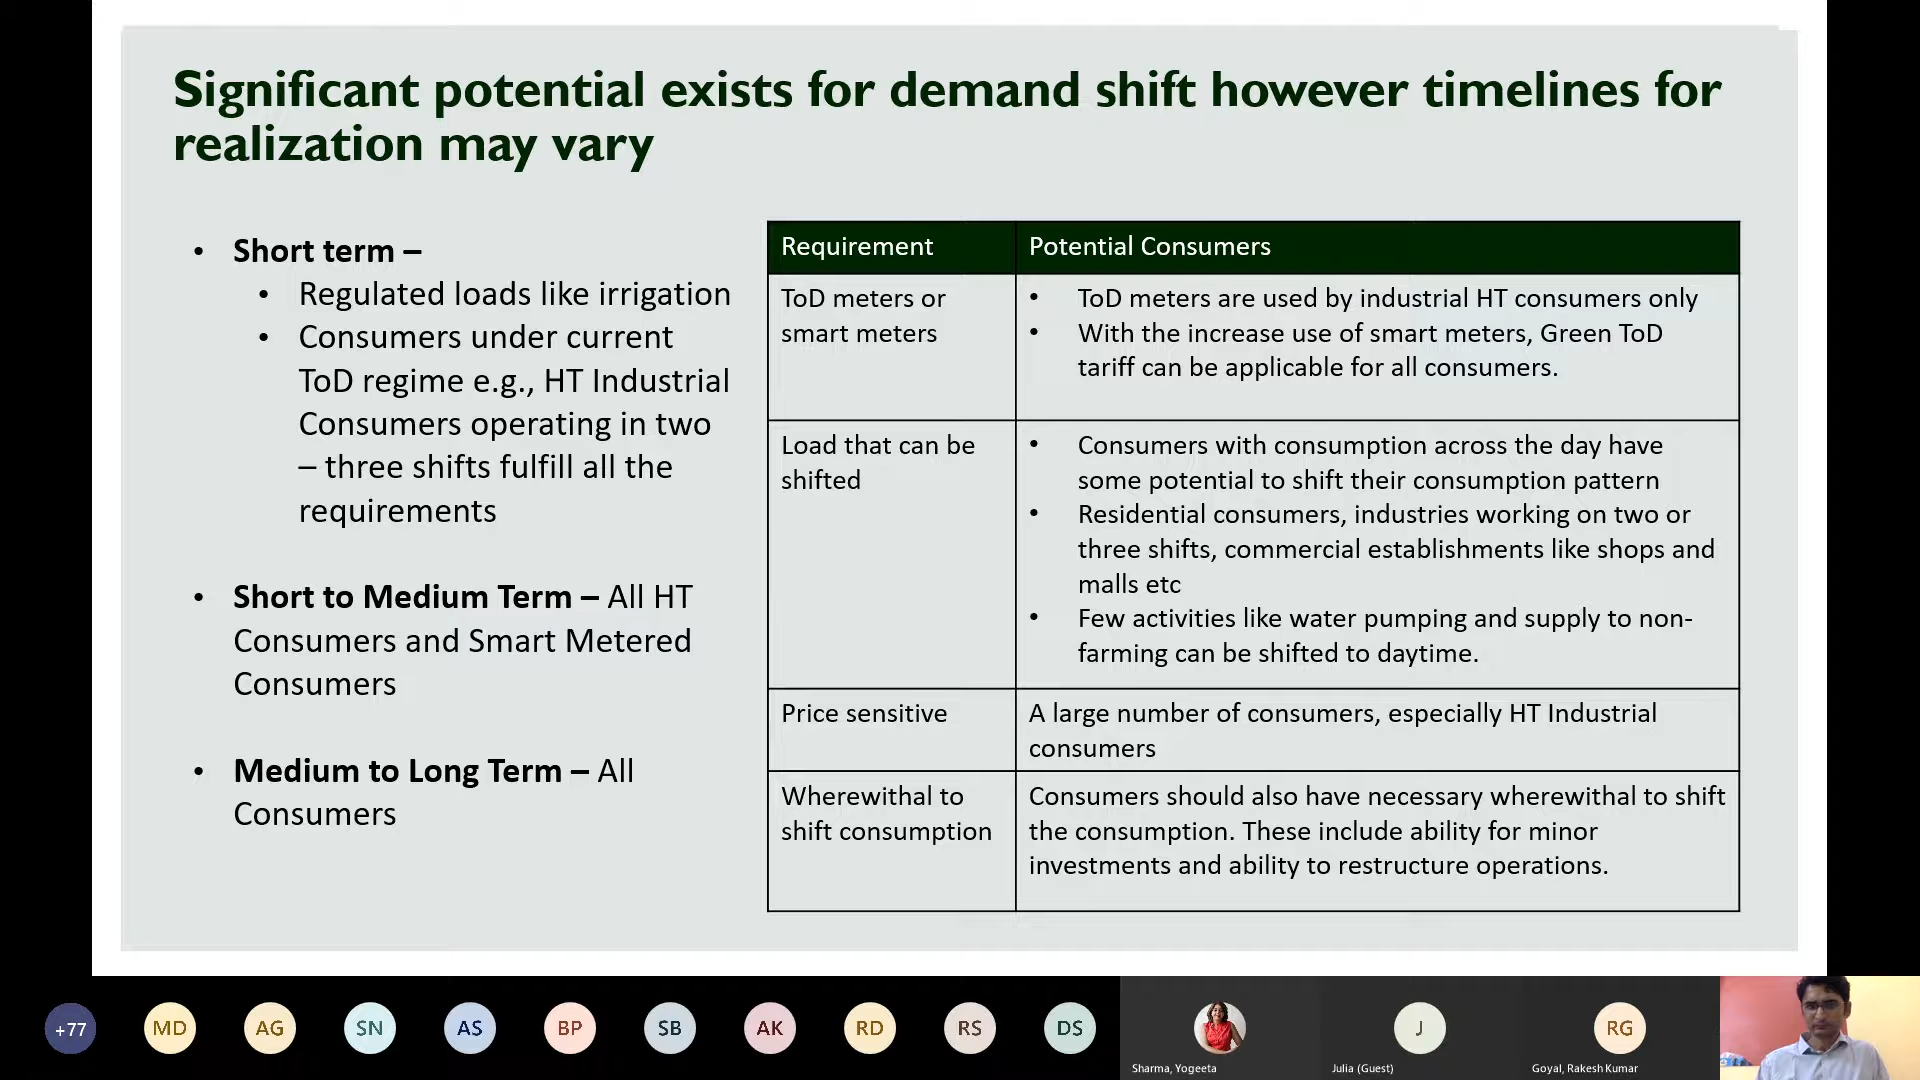 Significant potential exists for demand shift however timelines for
realization may vary
• Short term –
• Regulated loads like irrigation
• Consumers under current
ToD regime e.g., HT Industrial
Consumers operating in two
– three shifts fulfill all the
requirements
• Short to Medium Term – All HT
Consumers and Smart Metered
Consumers
• Medium to Long Term – All
Consumers
Requirement
Potential Consumers
ToD meters or
smart meters
• ToD meters are used by industrial HT consumers only
• With the increase use of smart meters, Green ToD
tariff can be applicable for all consumers.
Load that can be
shifted
• Consumers with consumption across the day have
some potential to shift their consumption pattern
• Residential consumers, industries working on two or
three shifts, commercial establishments like shops and
malls etc
• Few activities like water pumping and supply to non-
farming can be shifted to daytime.
Price sensitive
A large number of consumers, especially HT Industrial
consumers
Wherewithal to
shift consumption
Consumers should also have necessary wherewithal to shift
the consumption. These include ability for minor
investments and ability to restructure operations.
+77
MD
AG
SN
AS
BP
SB
AK
RD
RS
DS
Sharma, Yogeeta
J
Julia (Guest)
RG
Goyal, Rakesh Kumar